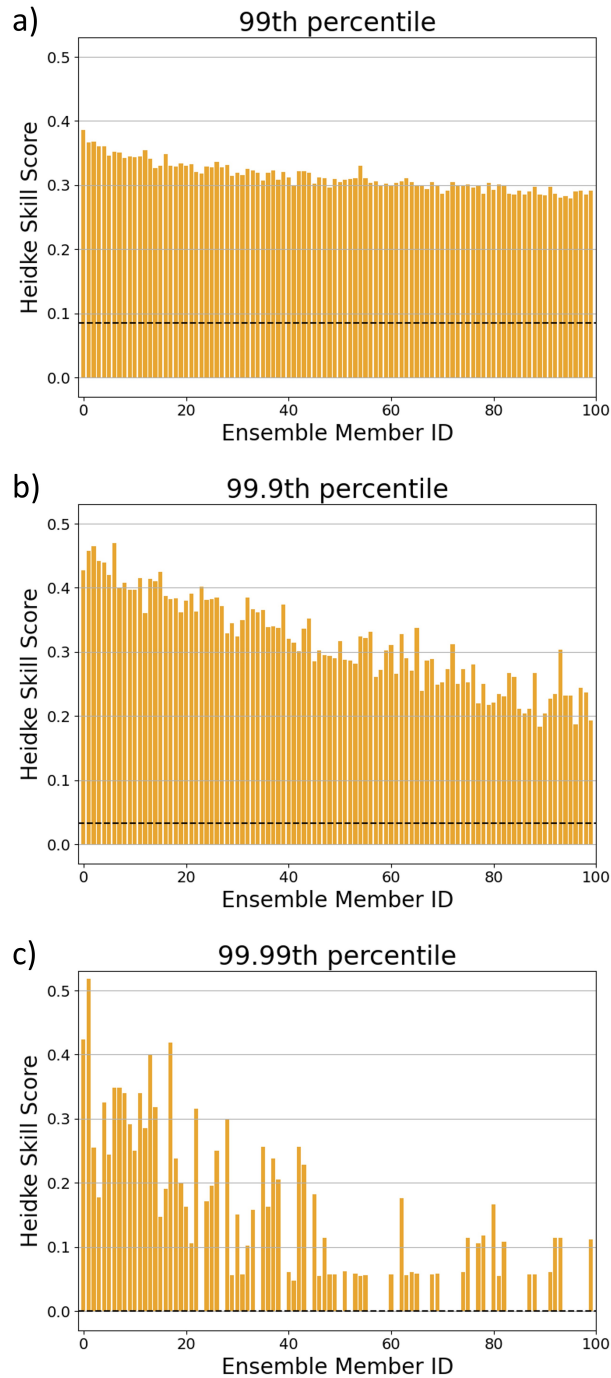 a)
99th percentile
0.5
0.4
0.3
0.2
0.1
0.0
Heidke Skill Score
0 20 40 60 80 100
Ensemble Member ID
b)
99.9th percentile
0.5
0.4
0.3
0.2
0.1
0.0
Heidke Skill Score
0 20 40 60 80 100
Ensemble Member ID
c)
99.99th percentile
0.5
0.4
0.3
0.2
0.1
0.0
Heidke Skill Score
0 20 40 60 80 100
Ensemble Member ID